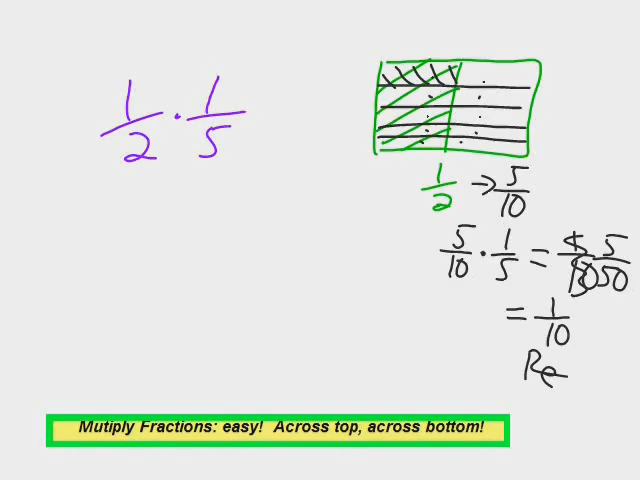 1/2 · 1/5
1/2 → 5/10
5/10 · 1/5 = 5/50
= 1/10
Re
Mutiply Fractions: easy! Across top, across bottom!